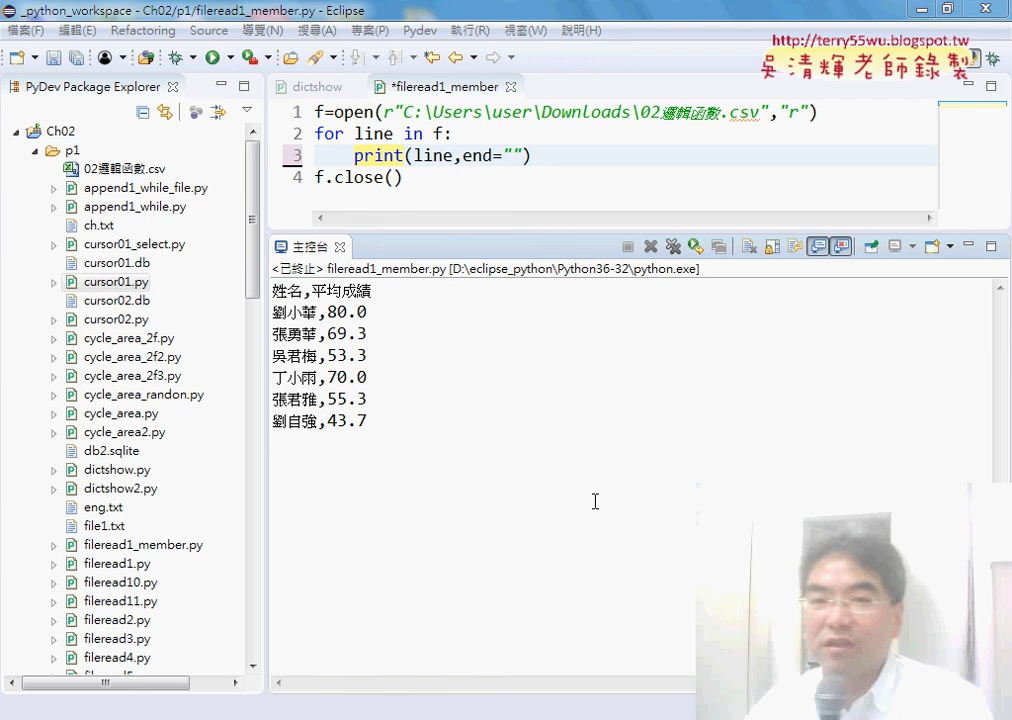 _python_workspace - Ch02/p1/fileread1_member.py - Eclipse
檔案(F) 編輯(E) Refactoring Source 導覽(N) 搜尋(A) 專案(P) Pydev 執行(R) 視窗(W) 說明(H)
http://terry55wu.blogspot.tw
吳清輝老師錄製
PyDev Package Explorer
dictshow
*fileread1_member
Ch02
p1
02邏輯函數.csv
append1_while_file.py
append1_while.py
ch.txt
cursor01_select.py
cursor01.db
cursor01.py
cursor02.db
cursor02.py
cycle_area_2f.py
cycle_area_2f2.py
cycle_area_2f3.py
cycle_area_randon.py
cycle_area.py
cycle_area2.py
db2.sqlite
dictshow.py
dictshow2.py
eng.txt
file1.txt
fileread1_member.py
fileread1.py
fileread10.py
fileread11.py
fileread2.py
fileread3.py
fileread4.py
1 f=open(r"C:\Users\user\Downloads\02邏輯函數.csv","r")
2 for line in f:
3 print(line,end="")
4 f.close()
主控台
<已終止> fileread1_member.py [D:\eclipse_python\Python36-32\python.exe]
姓名,平均成績
劉小華,80.0
張勇華,69.3
吳君梅,53.3
丁小雨,70.0
張君雅,55.3
劉自強,43.7